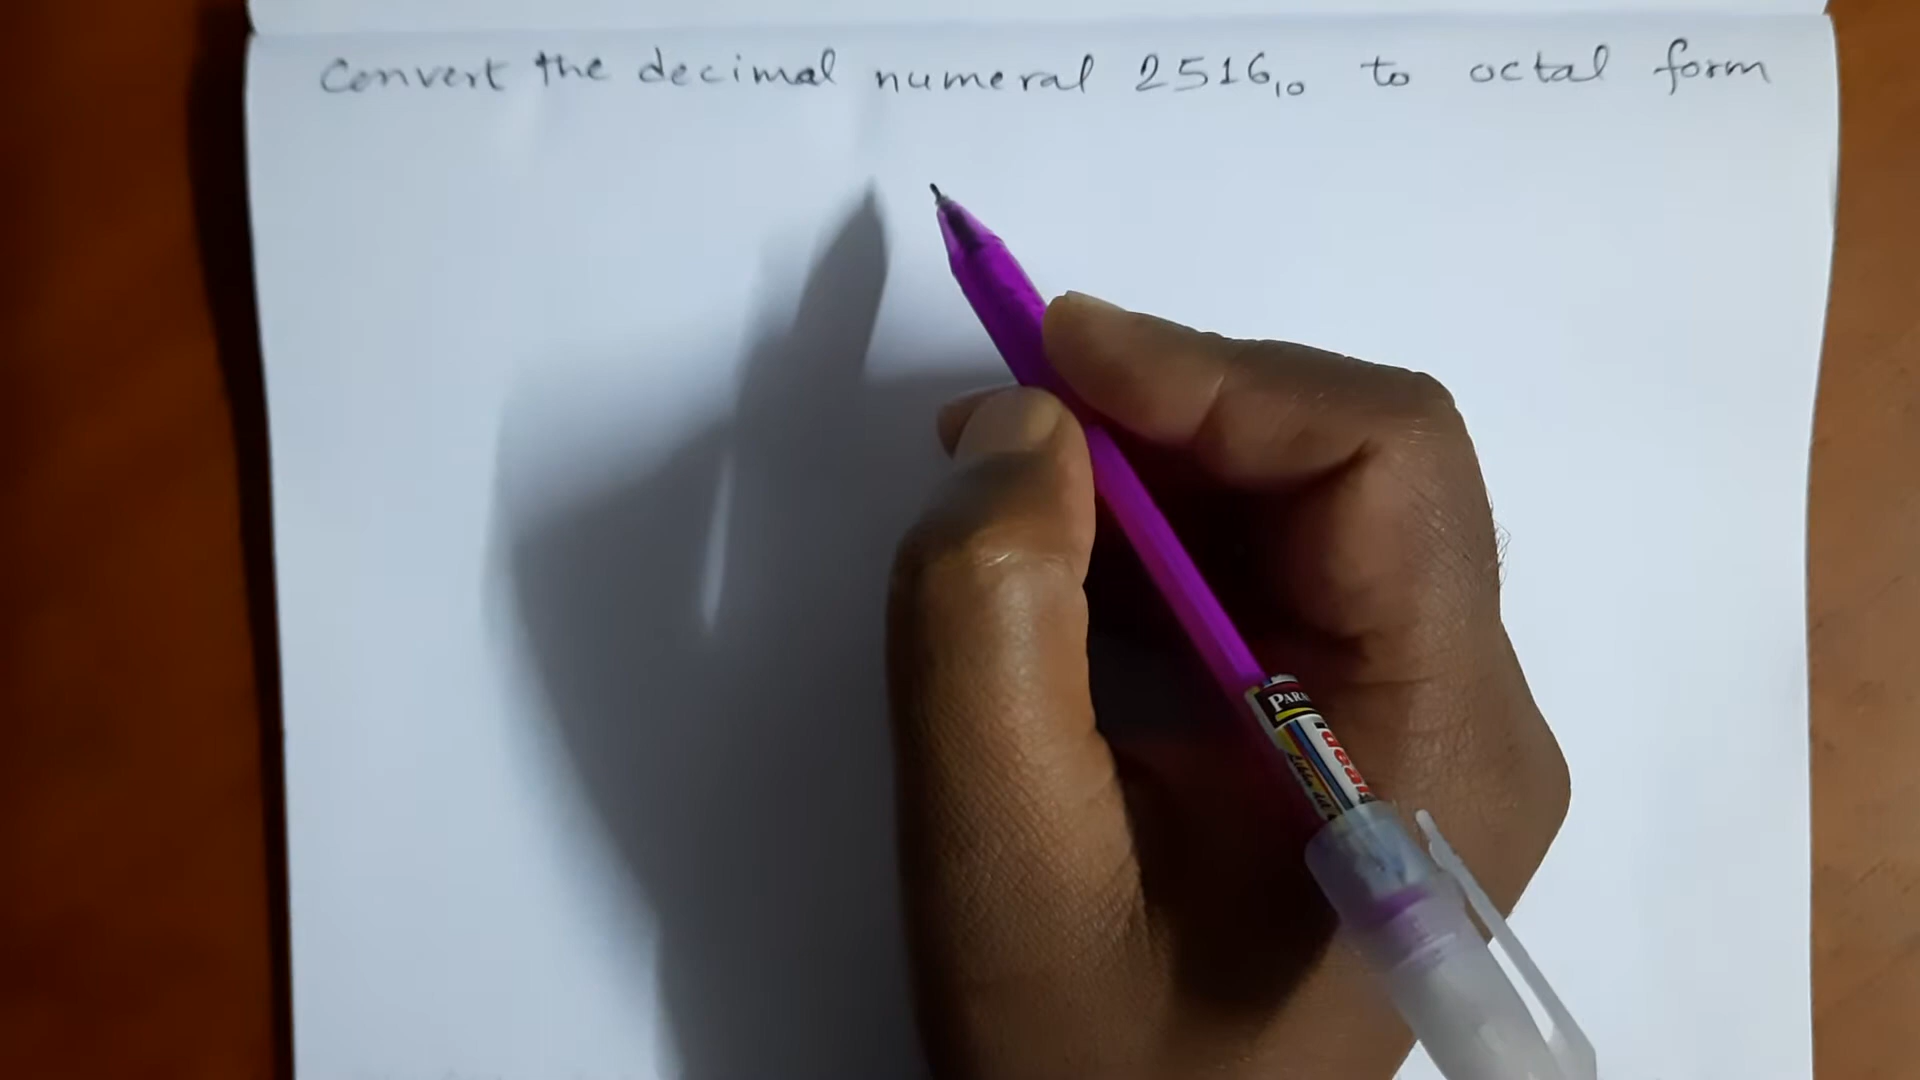 Convert the decimal numeral 2516₁₀ to octal form